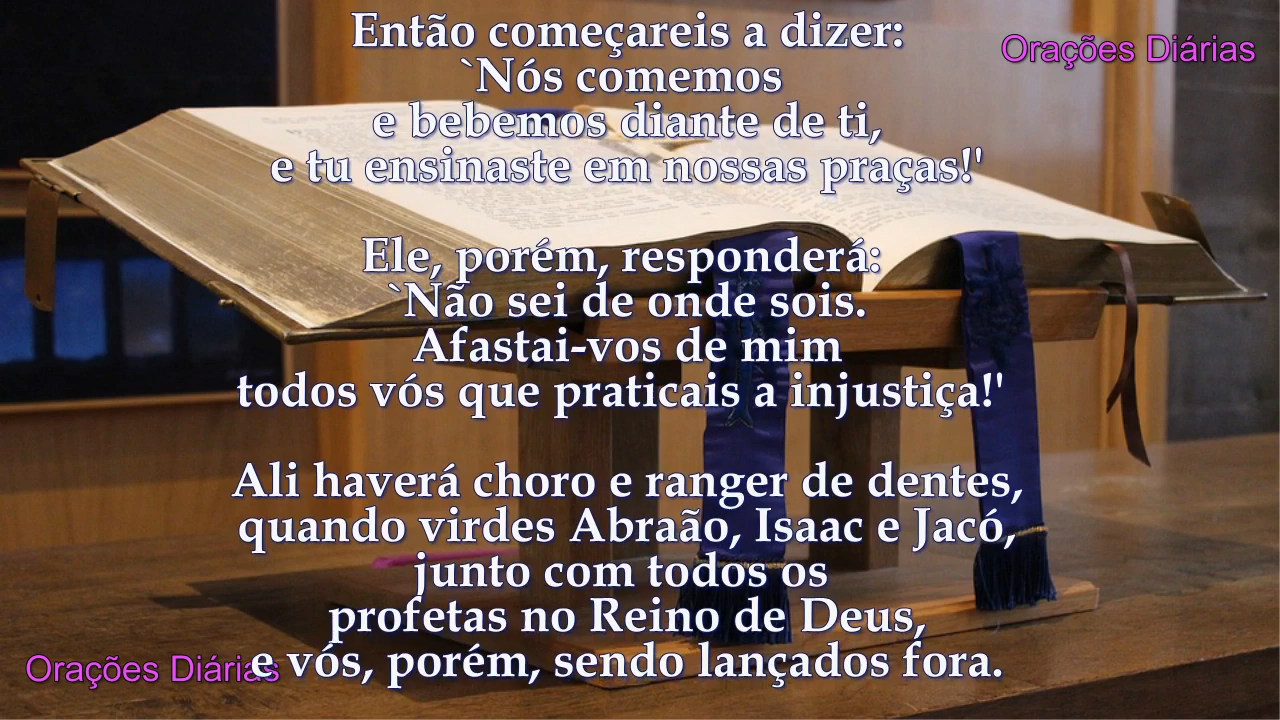 Então começareis a dizer:
Orações Diárias
`Nós comemos
e bebemos diante de ti,
e tu ensinaste em nossas praças!'
Ele, porém, responderá:
`Não sei de onde sois.
Afastai-vos de mim
todos vós que praticais a injustiça!'
Ali haverá choro e ranger de dentes,
quando virdes Abraão, Isaac e Jacó,
junto com todos os
profetas no Reino de Deus,
e vós, porém, sendo lançados fora.
Orações Diárias